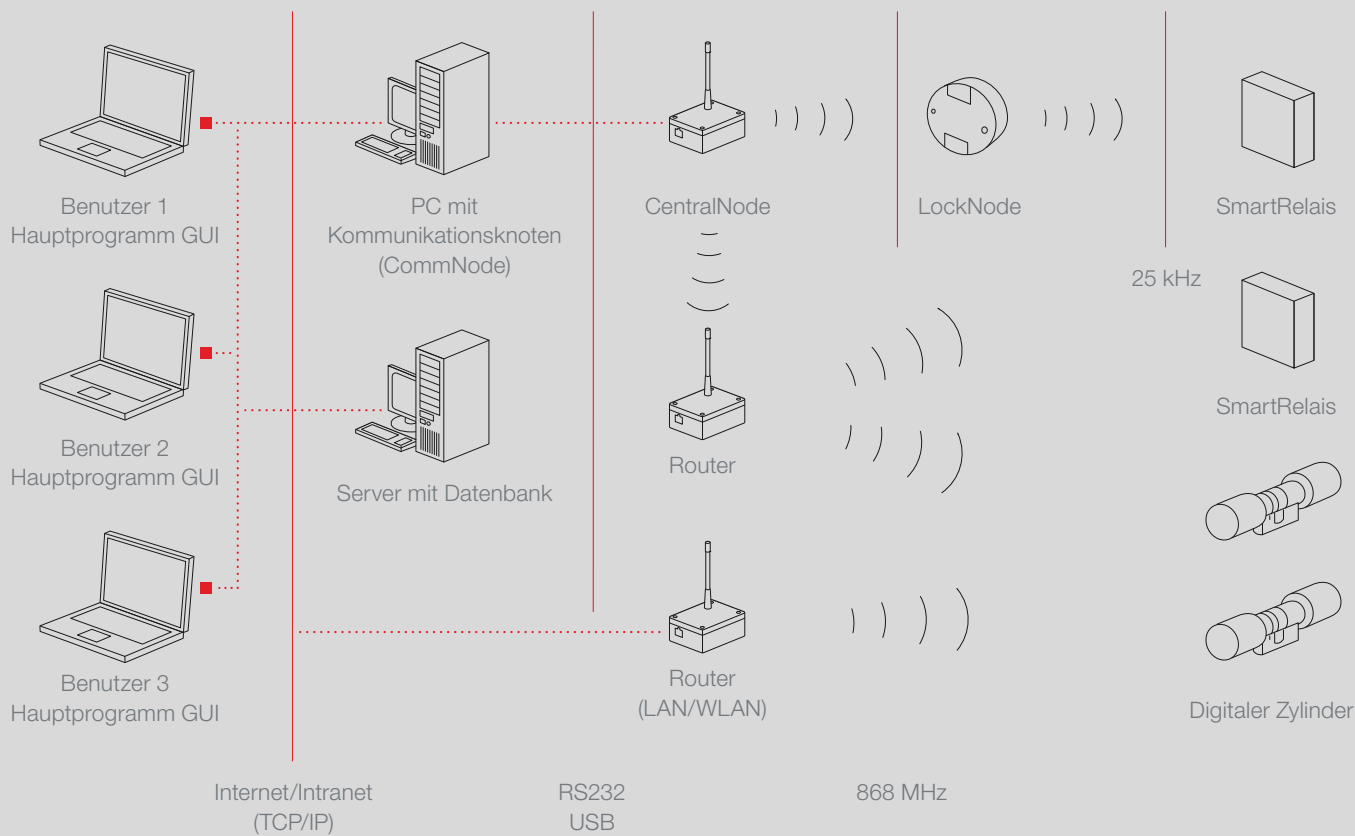 Benutzer 1
Hauptprogramm GUI
PC mit
Kommunikationsknoten
(CommNode)
CentralNode
LockNode
SmartRelais
25 kHz
Benutzer 2
Hauptprogramm GUI
Server mit Datenbank
Router
SmartRelais
Benutzer 3
Hauptprogramm GUI
Router
(LAN/WLAN)
Digitaler Zylinder
Internet/Intranet
(TCP/IP)
RS232
USB
868 MHz